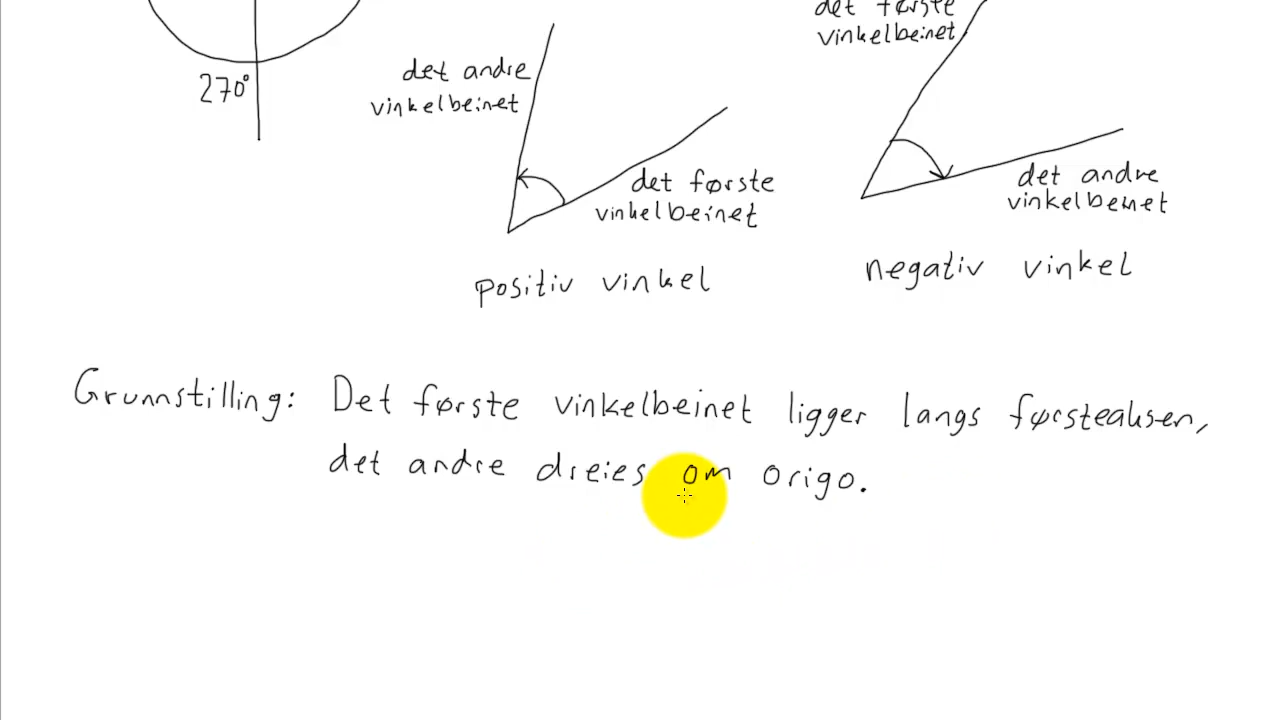 270°
det andre
vinkelbeinet
det første
vinkelbeinet
positiv vinkel
det første
vinkelbeinet
det andre
vinkelbeinet
negativ vinkel
Grunnstilling: Det første vinkelbeinet ligger langs førsteaksen,
det andre dreies om origo.